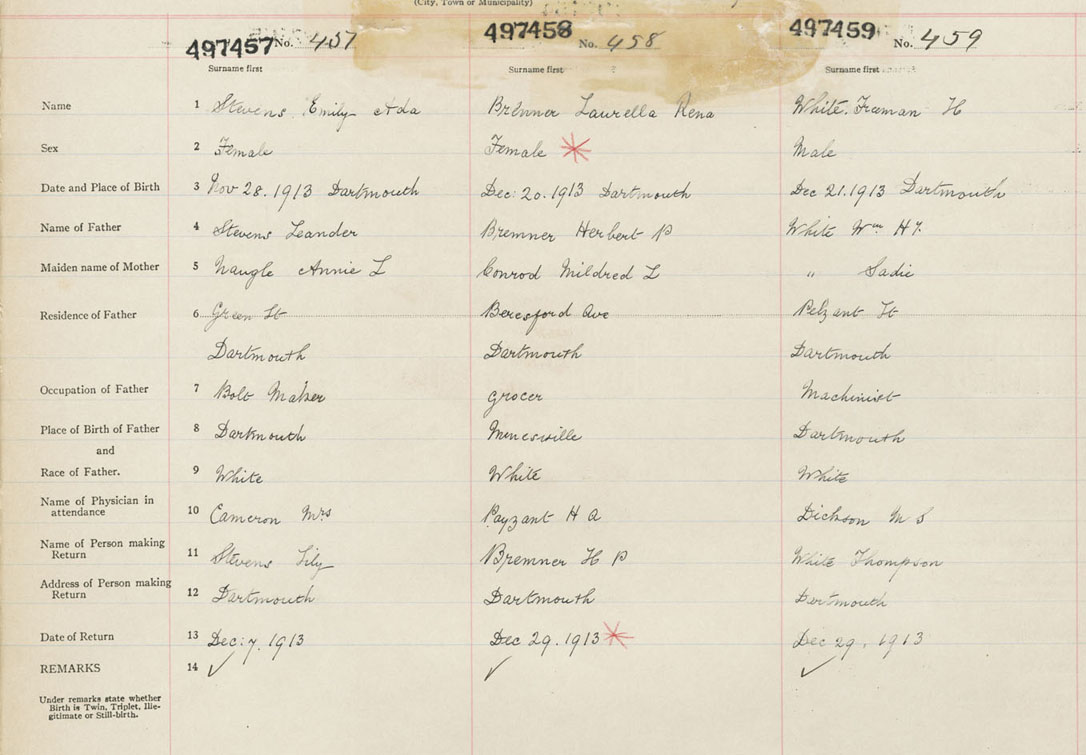 (City, Town or Municipality)
497457 No. 457 497458 No. 458 497459 No. 459
Surname first Surname first Surname first
Name 1 Stevens Emily Ada Bremner Laurella Rena White Freeman H
Sex 2 Female Female Male
Date and Place of Birth 3 Nov 28. 1913 Dartmouth Dec: 20. 1913 Dartmouth Dec 21. 1913 Dartmouth
Name of Father 4 Stevens Leander Bremner Herbert P White Wm Hy.
Maiden name of Mother 5 Naugle Annie L Conrod Mildred L " Sadie
Residence of Father 6 Green St Beresford Ave St
Dartmouth Dartmouth Dartmouth
Occupation of Father 7 Bolt Maker Grocer Machinist
Place of Birth of Father 8 Dartmouth Minesville Dartmouth
and
Race of Father. 9 White White White
Name of Physician in
attendance 10 Cameron Mrs Payzant H A Dickson M S
Name of Person making
Return 11 Stevens Lily Bremner H P White Thompson
Address of Person making
Return 12 Dartmouth Dartmouth Dartmouth
Date of Return 13 Dec: 7. 1913 Dec 29. 1913 Dec 29. 1913
REMARKS 14 ✓ ✓ ✓
Under remarks state whether
Birth is Twin, Triplet, Ille-
gitimate or Still-birth.